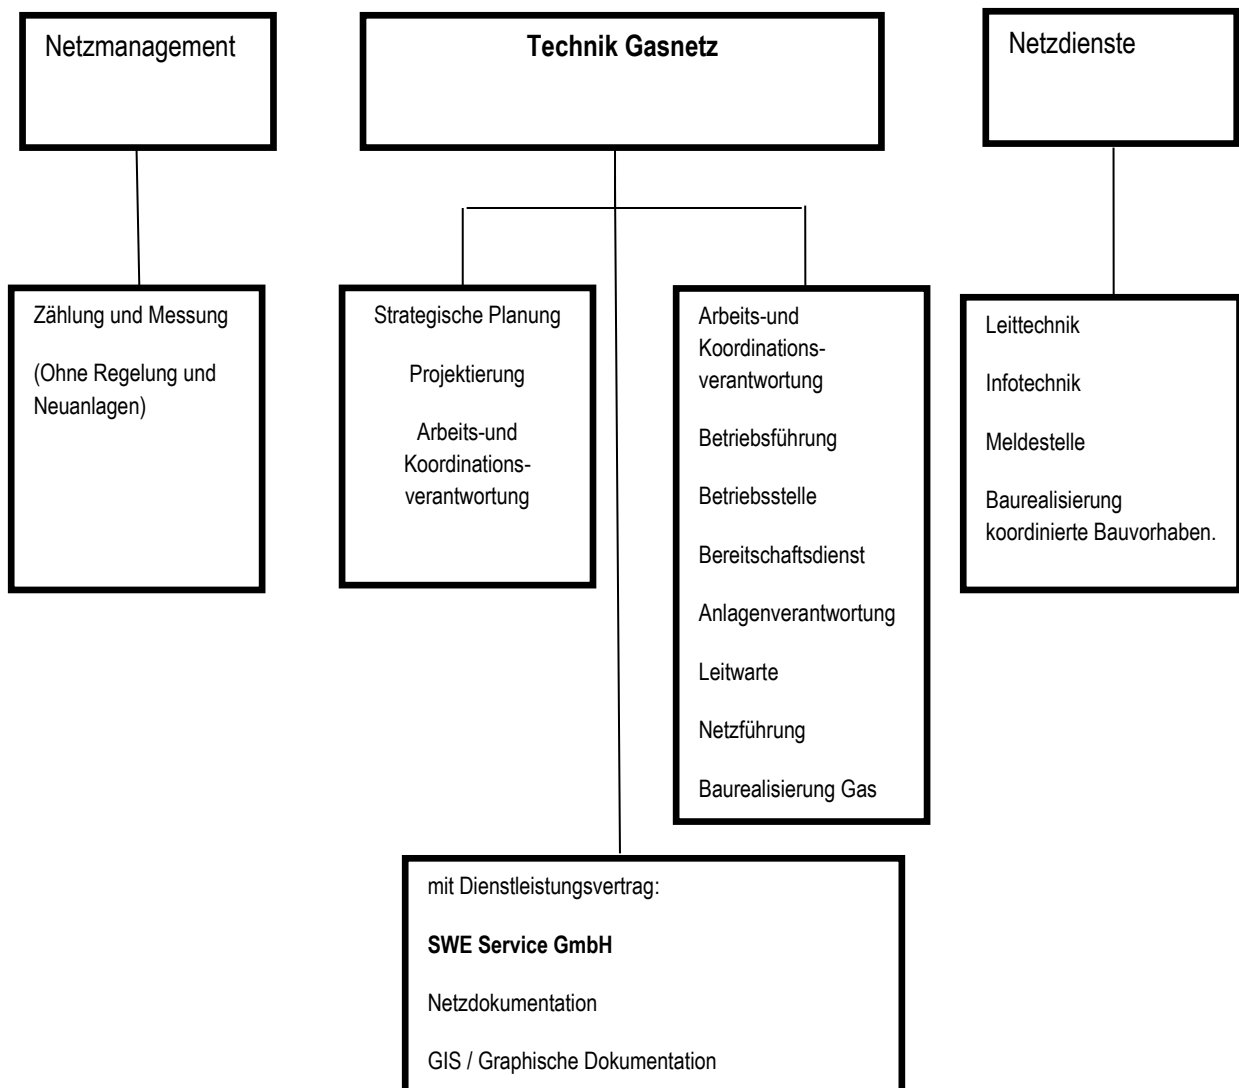 Netzmanagement
Technik Gasnetz
Netzdienste
Zählung und Messung
(Ohne Regelung und
Neuanlagen)
Strategische Planung
Projektierung
Arbeits-und
Koordinations-
verantwortung
Arbeits-und
Koordinations-
verantwortung
Betriebsführung
Betriebsstelle
Bereitschaftsdienst
Anlagenverantwortung
Leitwarte
Netzführung
Baurealisierung Gas
Leittechnik
Infotechnik
Meldestelle
Baurealisierung
koordinierte Bauvorhaben.
mit Dienstleistungsvertrag:
SWE Service GmbH
Netzdokumentation
GIS / Graphische Dokumentation